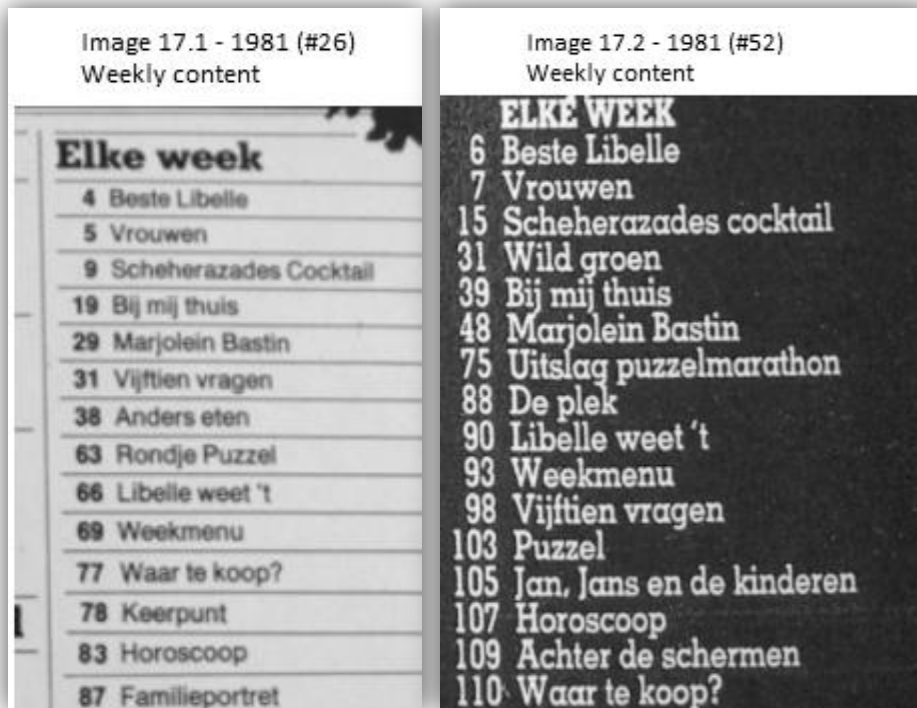 Image 17.1 - 1981 (#26)
Weekly content
Elke week
4 Beste Libelle
5 Vrouwen
9 Scheherazades Cocktail
19 Bij mij thuis
29 Marjolein Bastin
31 Vijftien vragen
38 Anders eten
63 Rondje Puzzel
66 Libelle weet 't
69 Weekmenu
77 Waar te koop?
78 Keerpunt
83 Horoscoop
87 Familieportret
Image 17.2 - 1981 (#52)
Weekly content
ELKE WEEK
6 Beste Libelle
7 Vrouwen
15 Scheherazades cocktail
31 Wild groen
39 Bij mij thuis
48 Marjolein Bastin
75 Uitslag puzzelmarathon
88 De plek
90 Libelle weet 't
93 Weekmenu
98 Vijftien vragen
103 Puzzel
105 Jan, Jans en de kinderen
107 Horoscoop
109 Achter de schermen
110 Waar te koop?